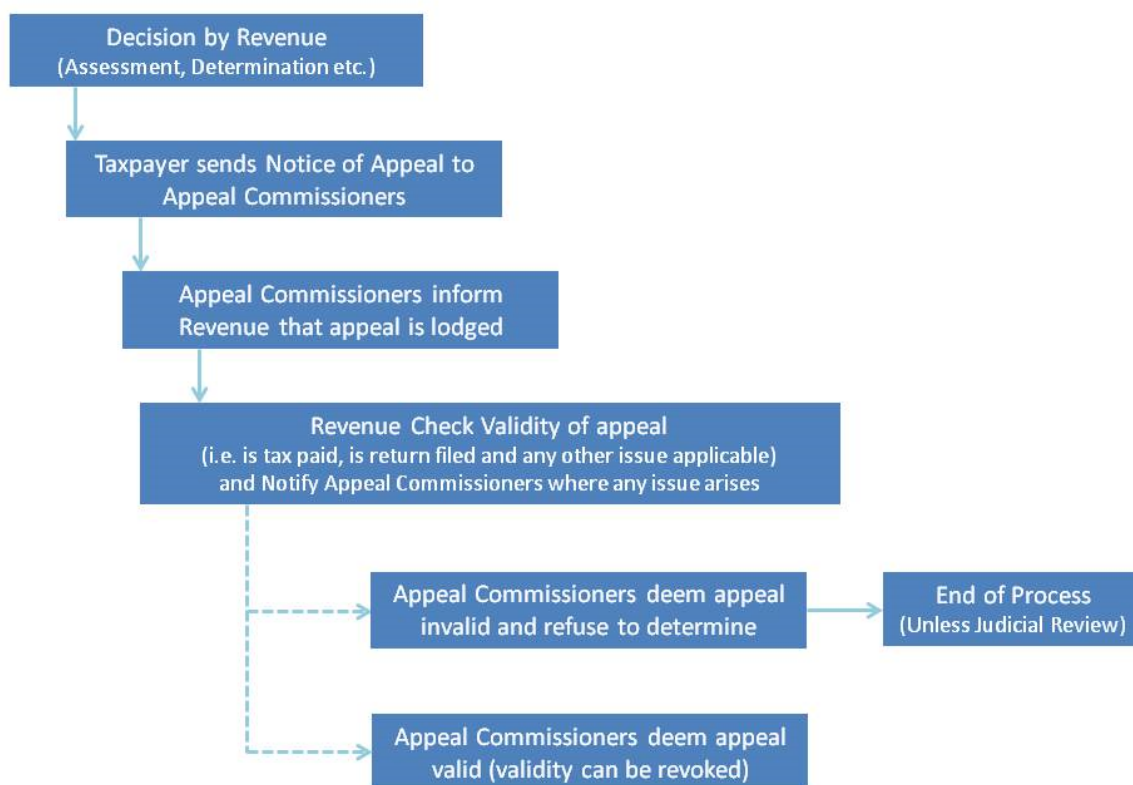 Decision by Revenue
(Assessment, Determination etc.)
Taxpayer sends Notice of Appeal to
Appeal Commissioners
Appeal Commissioners inform
Revenue that appeal is lodged
Revenue Check Validity of appeal
(i.e. is tax paid, is return filed and any other issue applicable)
and Notify Appeal Commissioners where any issue arises
Appeal Commissioners deem appeal
invalid and refuse to determine
End of Process
(Unless Judicial Review)
Appeal Commissioners deem appeal
valid (validity can be revoked)